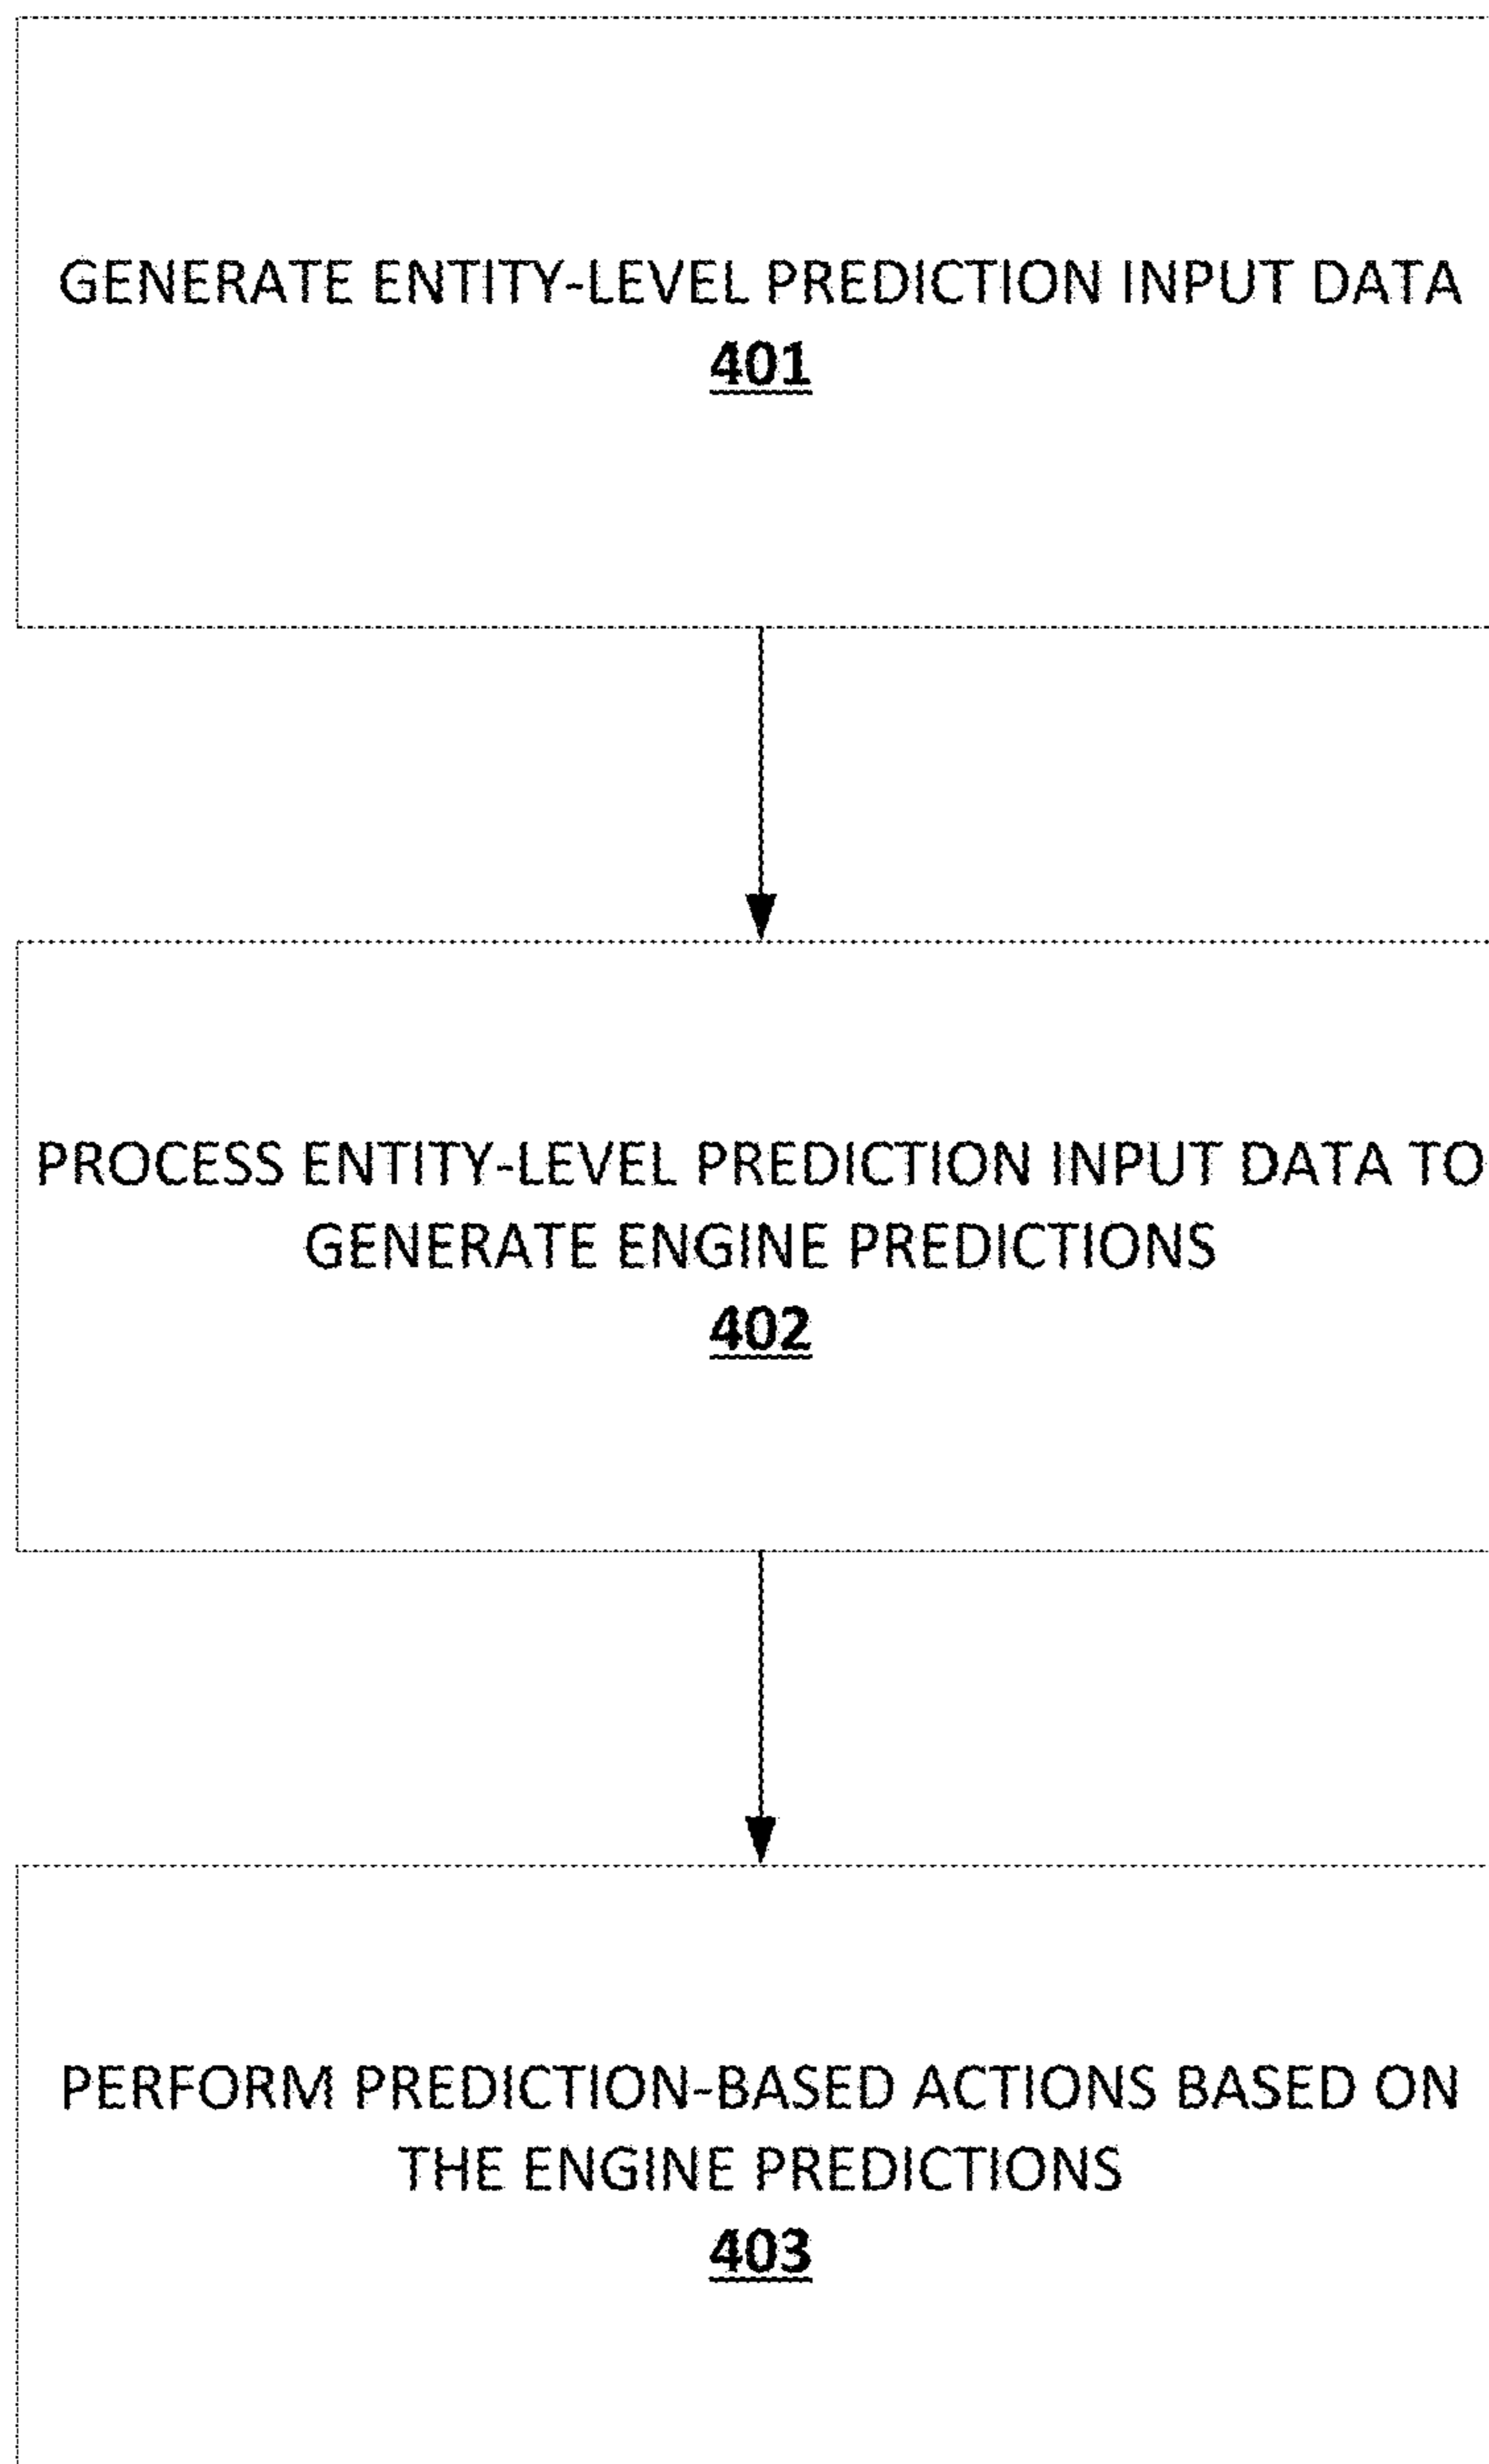 GENERATE ENTITY-LEVEL PREDICTION INPUT DATA
401
PROCESS ENTITY-LEVEL PREDICTION INPUT DATA TO
GENERATE ENGINE PREDICTIONS
402
PERFORM PREDICTION-BASED ACTIONS BASED ON
THE ENGINE PREDICTIONS
403